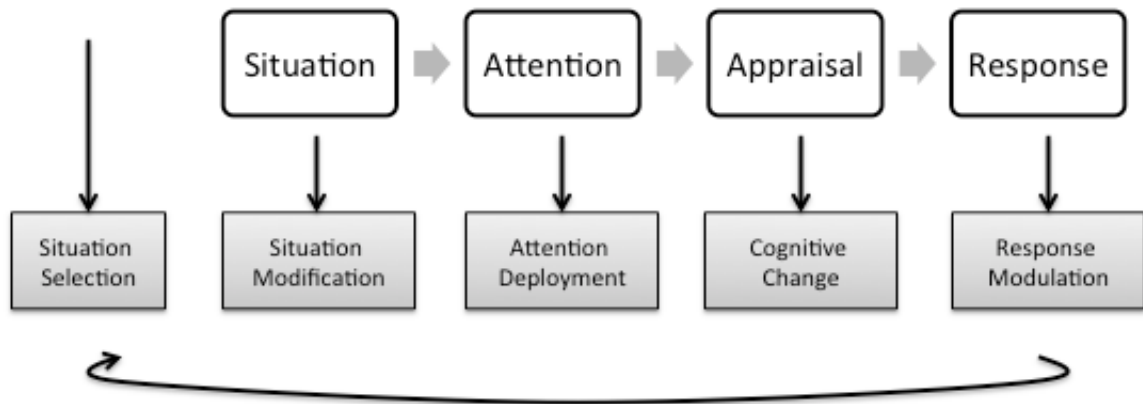 Situation
Attention
Appraisal
Response
Situation
Selection
Situation
Modification
Attention
Deployment
Cognitive
Change
Response
Modulation